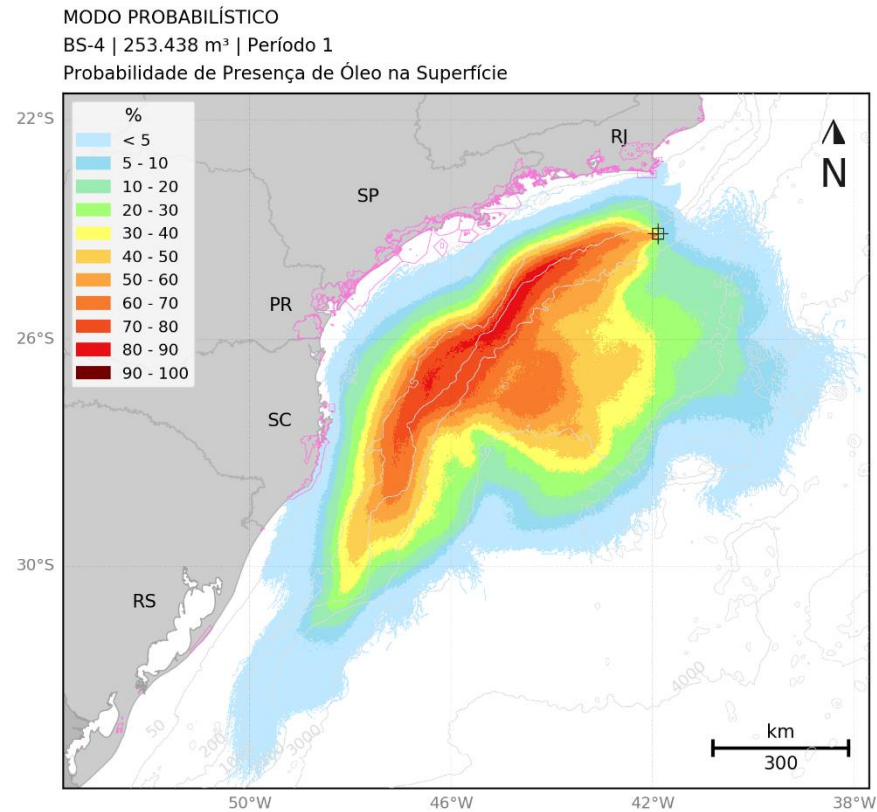 MODO PROBABILÍSTICO
BS-4 | 253.438 m³ | Período 1
Probabilidade de Presença de Óleo na Superfície
%
< 5
5 - 10
10 - 20
20 - 30
30 - 40
40 - 50
50 - 60
60 - 70
70 - 80
80 - 90
90 - 100
22°S
26°S
30°S
RJ
SP
PR
SC
RS
N
50
200
3000
4000
km
300
50°W
46°W
42°W
38°W